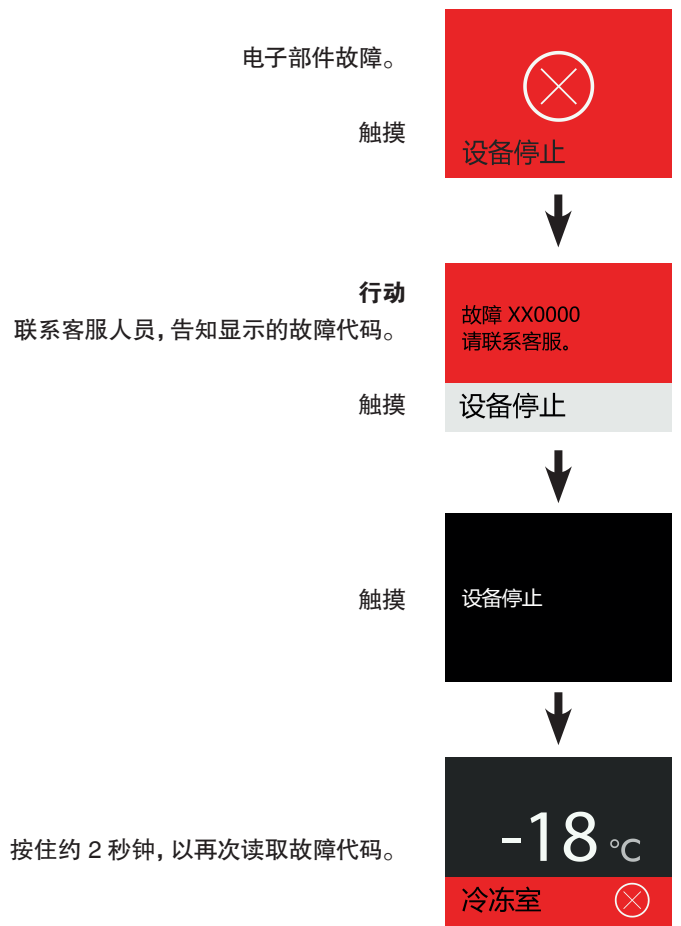 电子部件故障。
触摸
设备停止
行动
联系客服人员，告知显示的故障代码。
故障 XX0000
请联系客服。
触摸
设备停止
触摸
设备停止
-18 °C
按住约 2 秒钟，以再次读取故障代码。
冷冻室